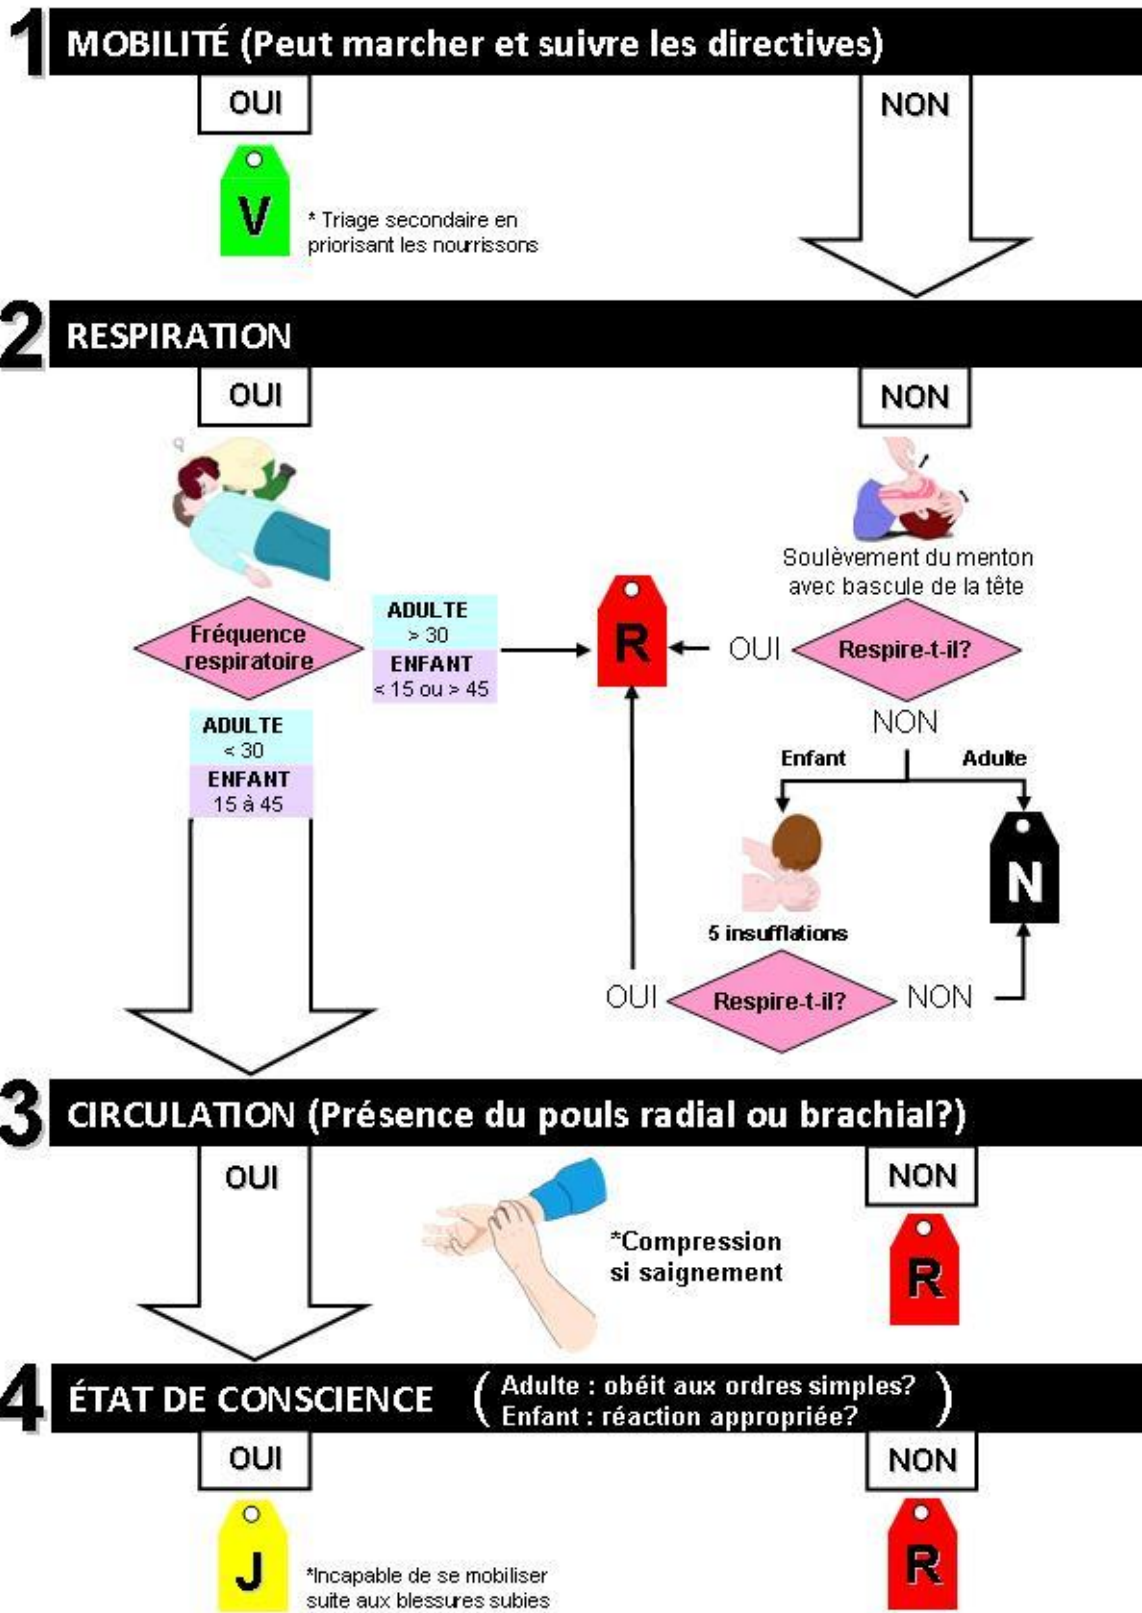 1 MOBILITÉ (Peut marcher et suivre les directives)
OUI
NON
V
* Triage secondaire en
priorisant les nourrissons
2 RESPIRATION
OUI
NON
Soulèvement du menton
avec bascule de la tête
Fréquence
respiratoire
ADULTE
> 30
ENFANT
< 15 ou > 45
R
OUI
Respire-t-il?
NON
ADULTE
< 30
ENFANT
15 à 45
Enfant
Adulte
N
5 insufflations
OUI
Respire-t-il?
NON
3 CIRCULATION (Présence du pouls radial ou brachial?)
OUI
NON
*Compression
si saignement
R
4 ÉTAT DE CONSCIENCE
(Adulte : obéit aux ordres simples?
Enfant : réaction appropriée?)
OUI
NON
J
*Incapable de se mobiliser
suite aux blessures subies
R